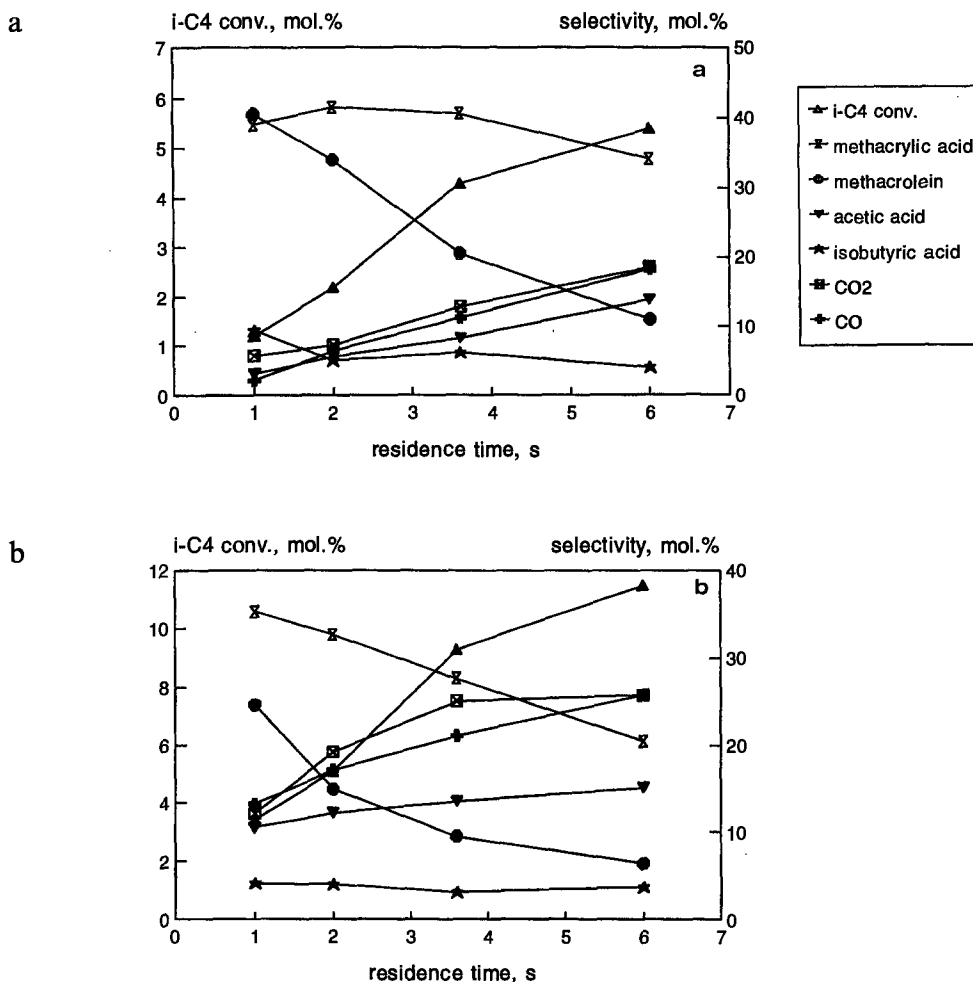 a
i-C4 conv., mol.% selectivity, mol.%
7 50
a
6
40
5
30
4
3
20
2
10
1
0 0
0 1 2 3 4 5 6 7
residence time, s
i-C4 conv.
methacrylic acid
methacrolein
acetic acid
isobutyric acid
CO2
CO
b
i-C4 conv., mol.% selectivity, mol.%
12 40
b
10
30
8
6 20
4
10
2
0 0
0 1 2 3 4 5 6 7
residence time, s